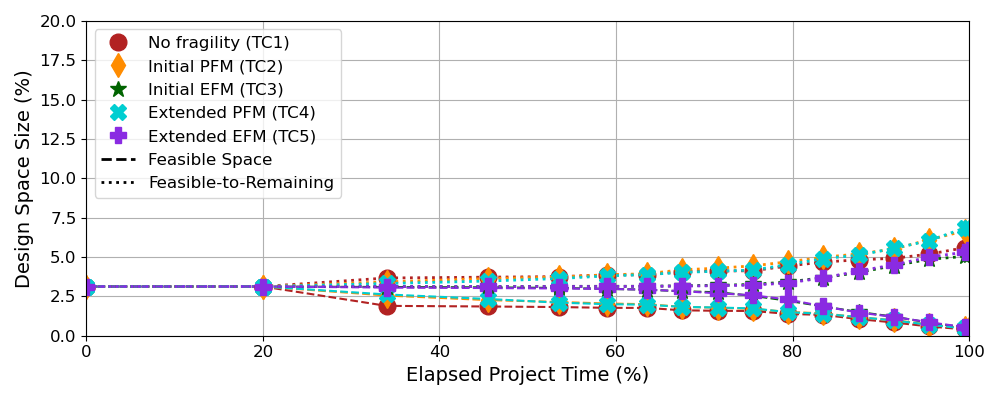 20.0
17.5
15.0
12.5
10.0
7.5
5.0
2.5
0.0
Design Space Size (%)
No fragility (TC1)
Initial PFM (TC2)
Initial EFM (TC3)
Extended PFM (TC4)
Extended EFM (TC5)
Feasible Space
Feasible-to-Remaining
0 20 40 60 80 100
Elapsed Project Time (%)